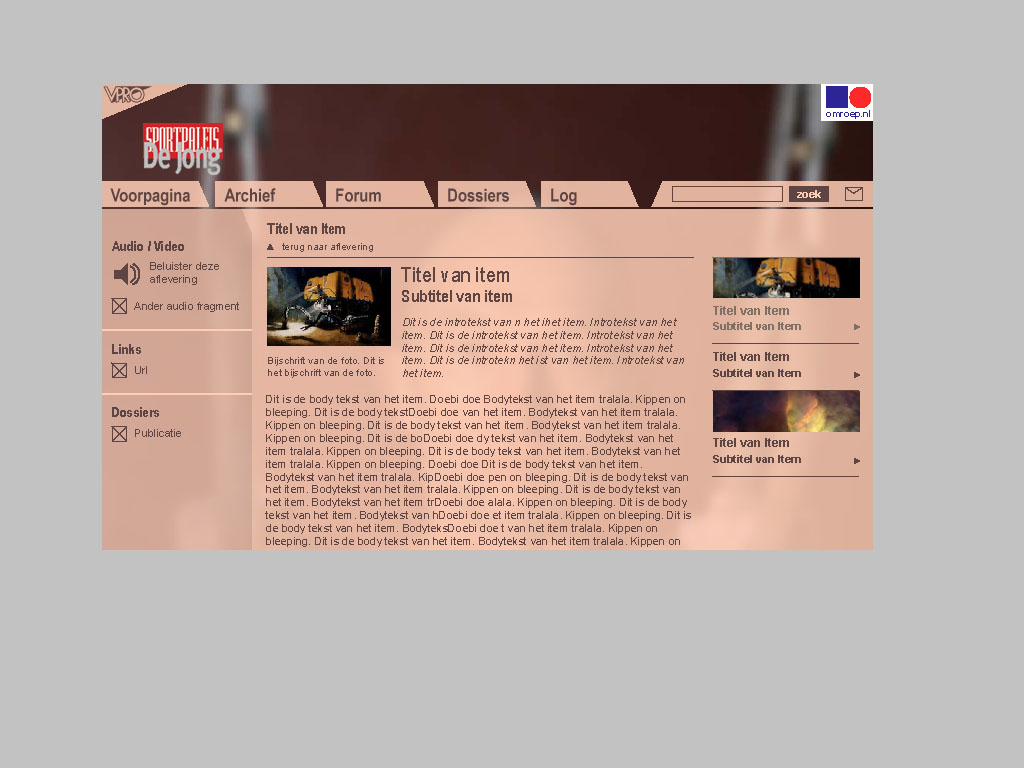 VPRO
omroep.nl
SPORTPALEIS
De Jong
Voorpagina
Archief
Forum
Dossiers
Log
zoek
Audio / Video
Beluister deze
aflevering
Ander audio fragment
Links
Url
Dossiers
Publicatie
Titel van Item
terug naar aflevering
Titel van item
Subtitel van item
Dit is de introtekst van n het ihet item. Introtekst van het
item. Dit is de introtekst van het item. Introtekst van het
item. Dit is de introtekst van het item. Introtekst van het
item. Dit is de introtekn het ist van het item. Introtekst van
het item.
Bijschrift van de foto. Dit is
het bijschrift van de foto.
Dit is de body tekst van het item. Doebi doe Bodytekst van het item tralala. Kippen on
bleeping. Dit is de body tekstDoebi doe van het item. Bodytekst van het item tralala.
Kippen on bleeping. Dit is de body tekst van het item. Bodytekst van het item tralala.
Kippen on bleeping. Dit is de boDoebi doe dy tekst van het item. Bodytekst van het
item tralala. Kippen on bleeping. Dit is de body tekst van het item. Bodytekst van het
item tralala. Kippen on bleeping. Doebi doe Dit is de body tekst van het item.
Bodytekst van het item tralala. KipDoebi doe pen on bleeping. Dit is de body tekst van
het item. Bodytekst van het item tralala. Kippen on bleeping. Dit is de body tekst van
het item. Bodytekst van het item trDoebi doe alala. Kippen on bleeping. Dit is de body
tekst van het item. Bodytekst van hDoebi doe et item tralala. Kippen on bleeping. Dit is
de body tekst van het item. BodyteksDoebi doe t van het item tralala. Kippen on
bleeping. Dit is de body tekst van het item. Bodytekst van het item tralala. Kippen on
Titel van Item
Subtitel van Item
Titel van Item
Subtitel van Item
Titel van Item
Subtitel van Item